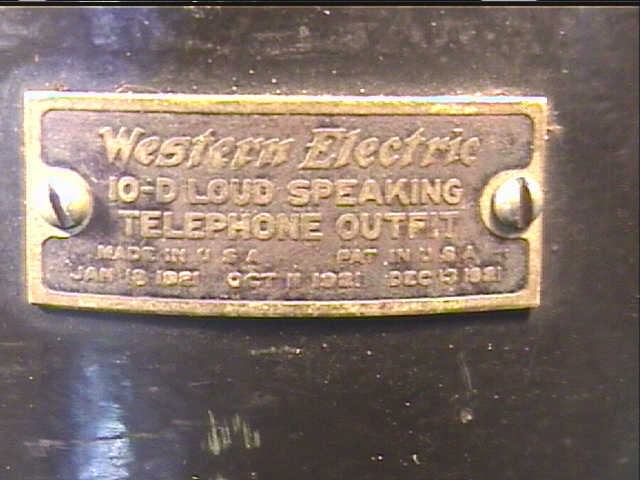 Western Electric
10-D LOUD SPEAKING
TELEPHONE OUTFIT
MADE IN U.S.A. PAT. IN U.S.A.
JAN 18 1921 OCT 11 1921 DEC 13 1921